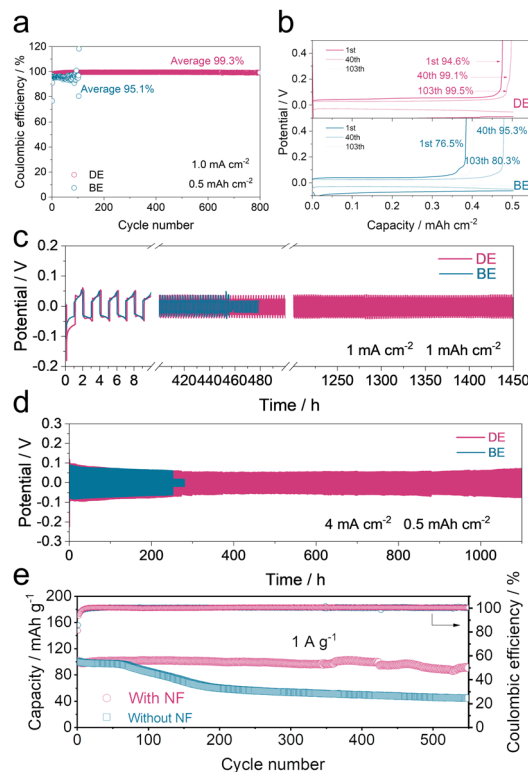 a
Coulombic efficiency / %
120
100
80
60
40
20
0
Average 99.3%
Average 95.1%
DE
BE
1.0 mA cm⁻²
0.5 mAh cm⁻²
0 200 400 600 800
Cycle number
b
Potential / V
0.4
0.2
0.0
1st
40th
103th
1st 94.6%
40th 99.1%
103th 99.5%
DE
0.4
0.2
0.0
1st
40th
103th
40th 95.3%
1st 76.5%
103th 80.3%
BE
0.0 0.1 0.2 0.3 0.4 0.5
Capacity / mAh cm⁻²
c
Potential / V
0.2
0.1
0.0
-0.1
-0.2
DE
BE
1 mA cm⁻² 1 mAh cm⁻²
0 2 4 6 8 420 440 460 480 1250 1300 1350 1400 1450
Time / h
d
Potential / V
0.3
0.2
0.1
0.0
-0.1
-0.2
-0.3
DE
BE
4 mA cm⁻² 0.5 mAh cm⁻²
0 200 400 600 800 1000
Time / h
e
Capacity / mAh g⁻¹
200
160
120
80
40
0
1 A g⁻¹
With NF
Without NF
100
80
60
40
20
0
Coulombic efficiency / %
0 100 200 300 400 500
Cycle number